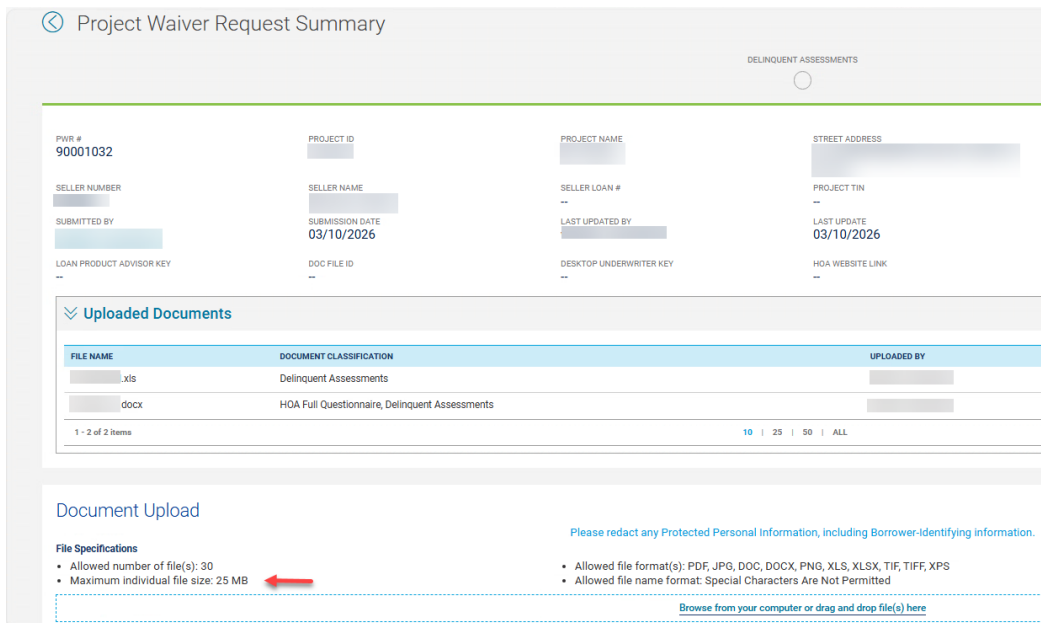 Project Waiver Request Summary
DELINQUENT ASSESSMENTS
PWR # PROJECT ID PROJECT NAME STREET ADDRESS
90001032
SELLER NUMBER SELLER NAME SELLER LOAN # PROJECT TIN
-- --
SUBMITTED BY SUBMISSION DATE LAST UPDATED BY LAST UPDATE
03/10/2026 03/10/2026
LOAN PRODUCT ADVISOR KEY DOC FILE ID DESKTOP UNDERWRITER KEY HOA WEBSITE LINK
-- -- -- --
Uploaded Documents
FILE NAME DOCUMENT CLASSIFICATION UPLOADED BY
.xls Delinquent Assessments
docx HOA Full Questionnaire, Delinquent Assessments
1 - 2 of 2 items 10 | 25 | 50 | ALL
Document Upload
Please redact any Protected Personal Information, including Borrower-Identifying information.
File Specifications
• Allowed number of file(s): 30 • Allowed file format(s): PDF, JPG, DOC, DOCX, PNG, XLS, XLSX, TIF, TIFF, XPS
• Maximum individual file size: 25 MB • Allowed file name format: Special Characters Are Not Permitted
Browse from your computer or drag and drop file(s) here